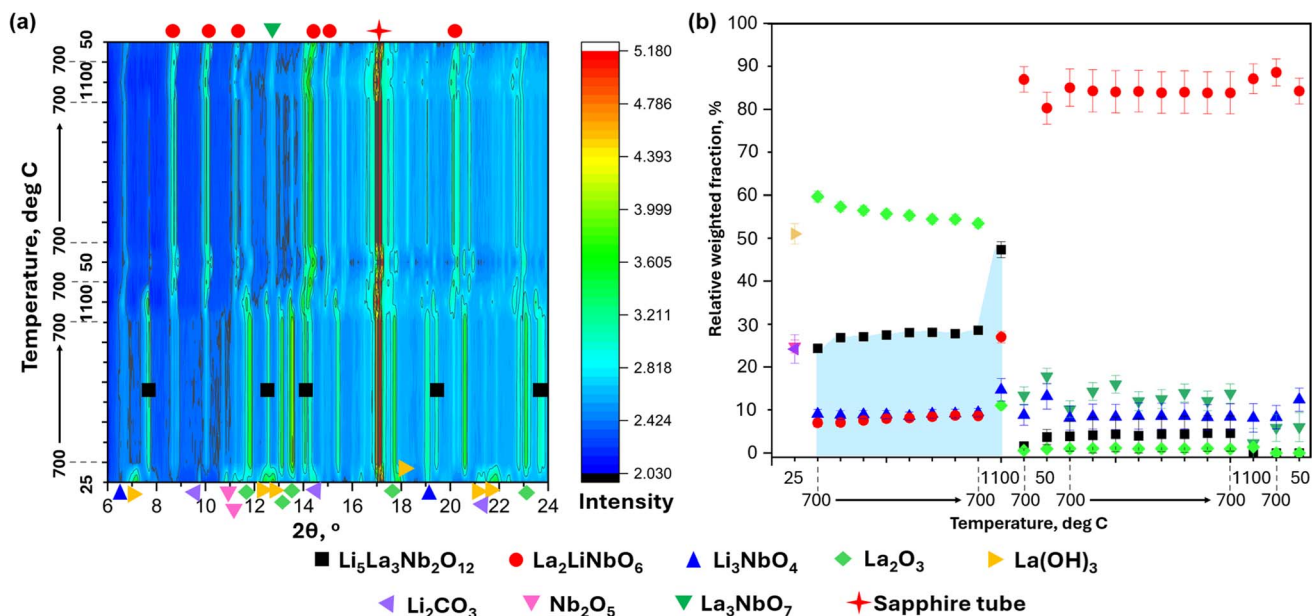 (a)
50
700
1100
700
700
50
700
1100
700
700
25
Temperature, deg C
6 8 10 12 14 16 18 20 22 24
2θ, °
5.180
4.786
4.393
3.999
3.605
3.211
2.818
2.424
2.030
Intensity
(b)
100
90
80
70
60
50
40
30
20
10
0
Relative weighted fraction, %
25 1100 50 1100 50
700 700 700 700 700 700
Temperature, deg C
Li₅La₃Nb₂O₁₂ La₂LiNbO₆ Li₃NbO₄ La₂O₃ La(OH)₃
Li₂CO₃ Nb₂O₅ La₃NbO₇ Sapphire tube